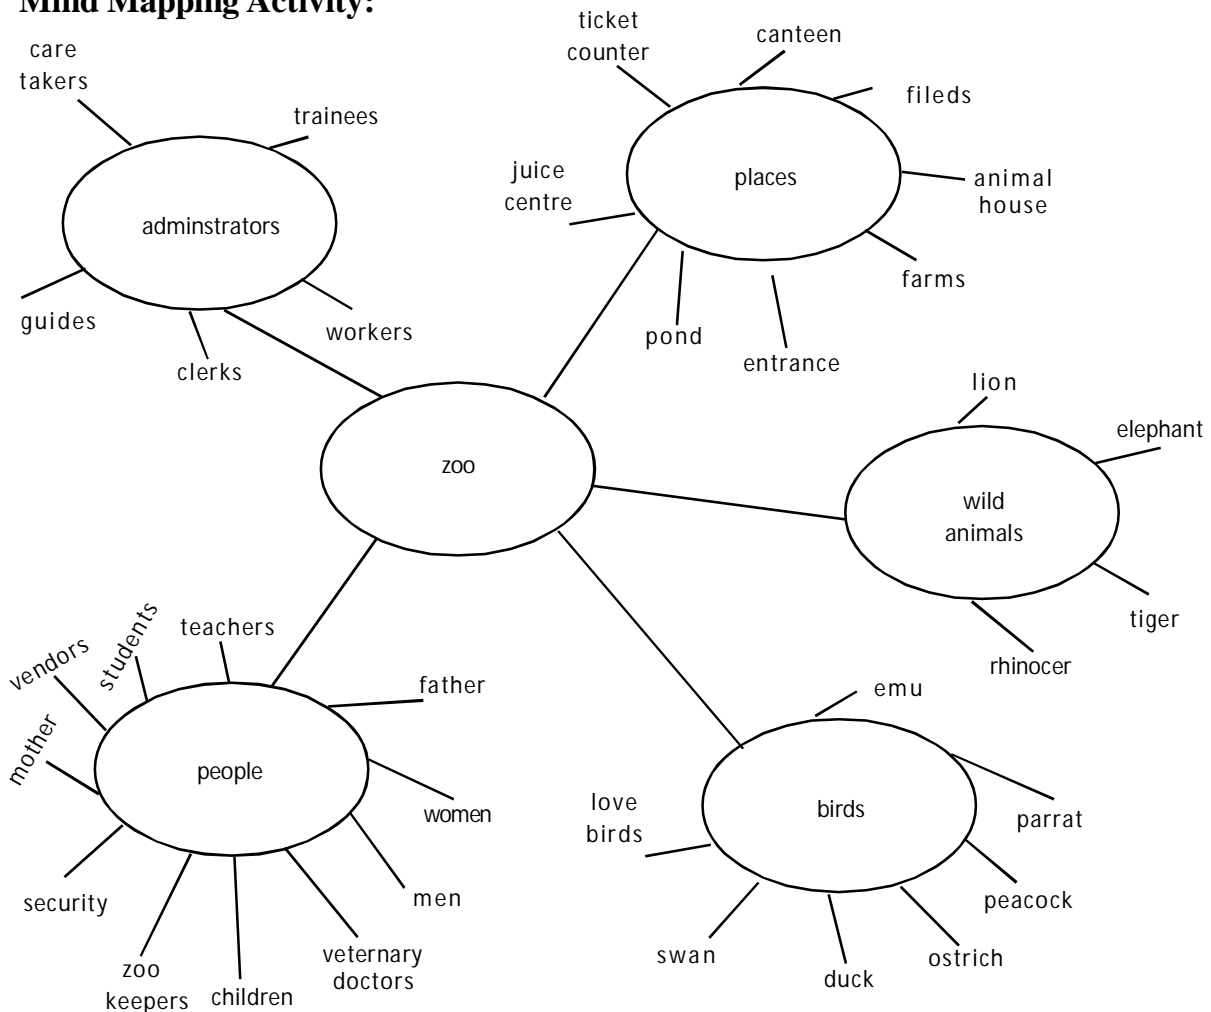 Mind Mapping Activity:
care
takers
trainees
adminstrators
guides
clerks
workers
ticket
counter
canteen
fileds
juice
centre
places
animal
house
farms
pond
entrance
zoo
lion
elephant
wild
animals
tiger
rhinocer
vendors
students
teachers
father
mother
people
women
security
men
zoo
keepers
children
veternary
doctors
emu
love
birds
birds
parrat
peacock
swan
duck
ostrich